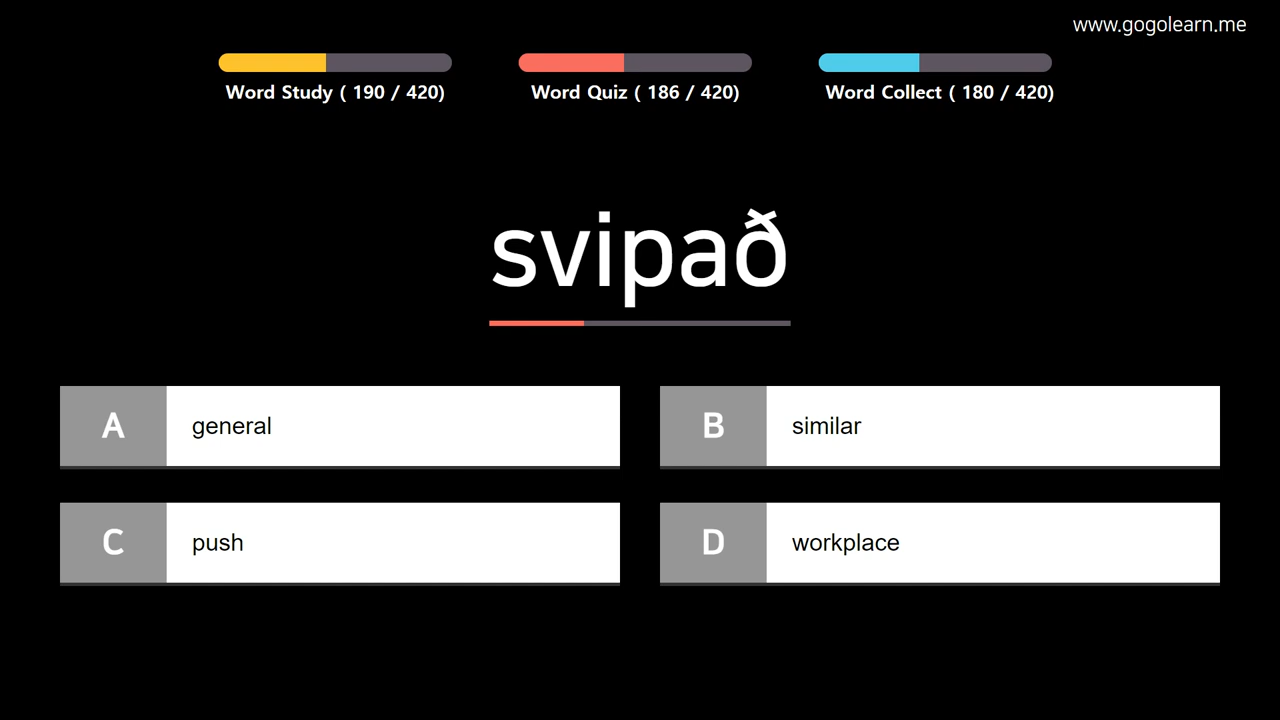 www.gogolearn.me
Word Study ( 190 / 420)
Word Quiz ( 186 / 420)
Word Collect ( 180 / 420)
svipað
A general
B similar
C push
D workplace